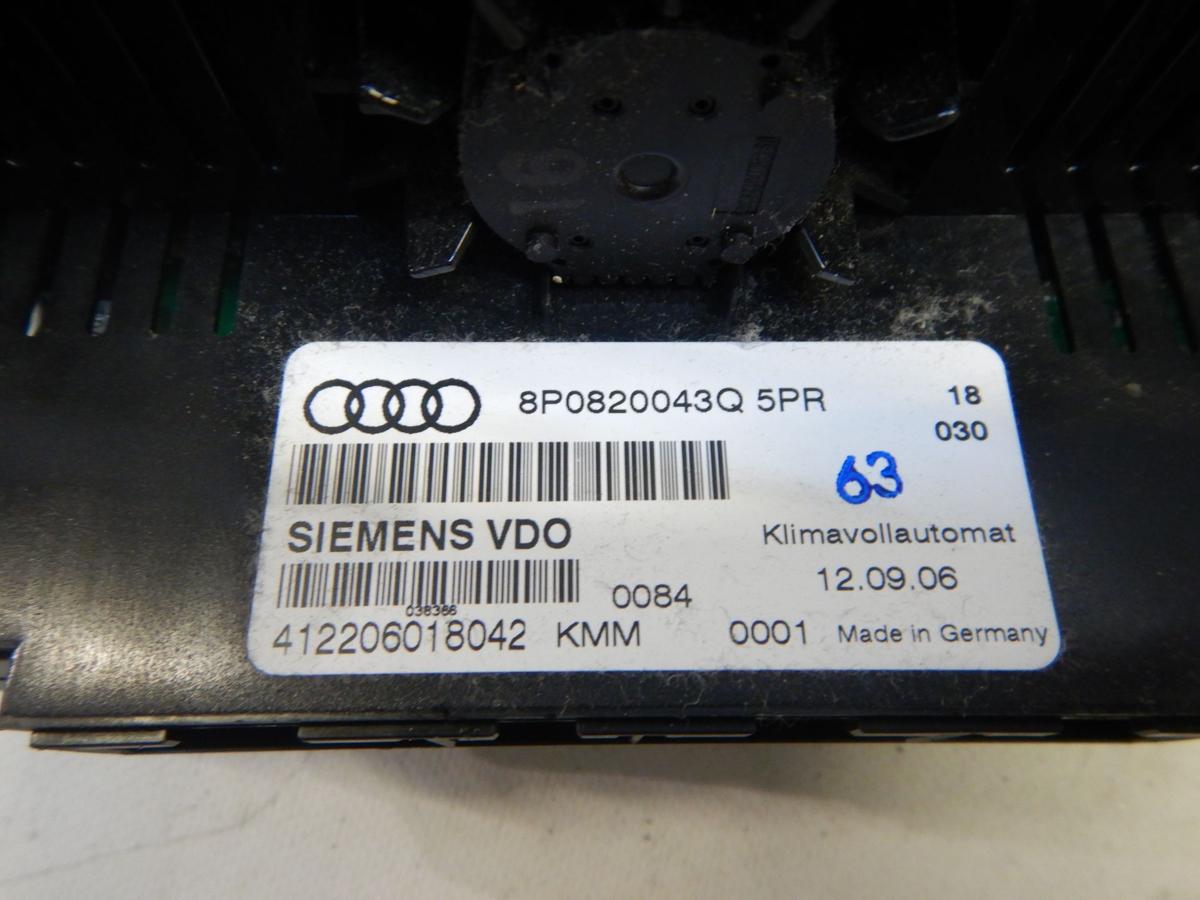 16
8P0820043Q 5PR
18
030
63
SIEMENS VDO
Klimavollautomat
12.09.06
038366
0084
412206018042 KMM 0001 Made in Germany